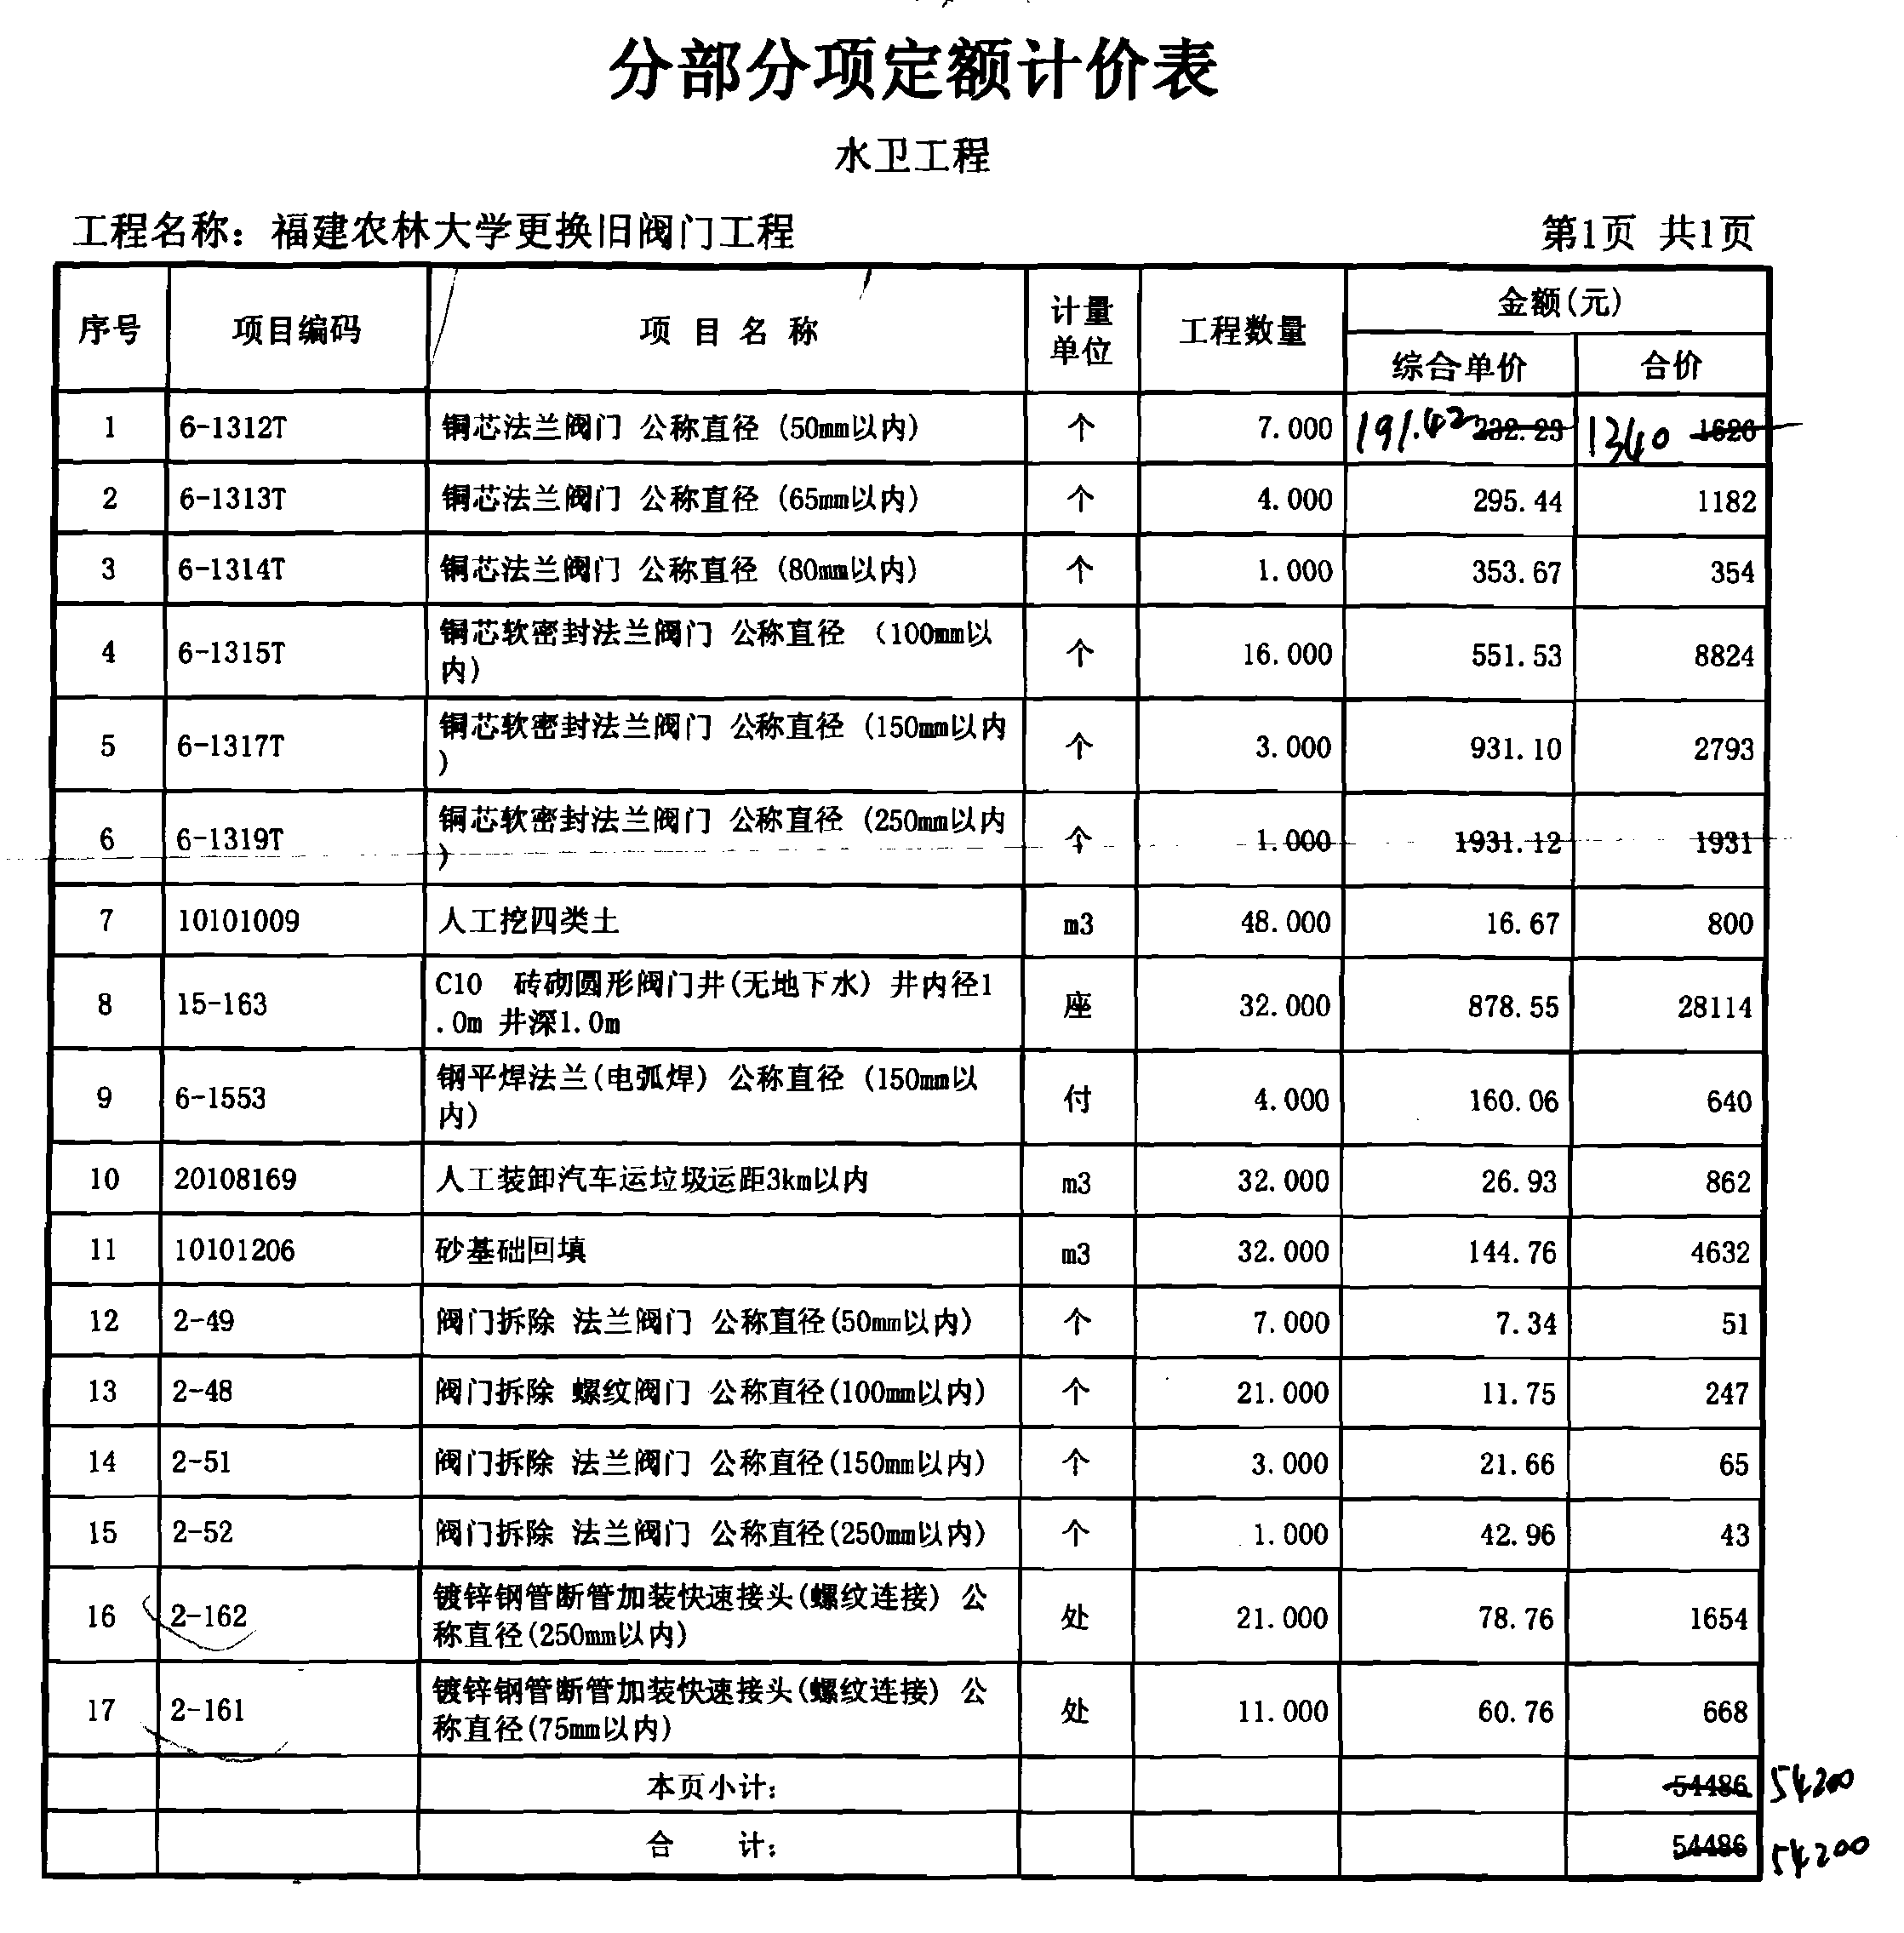 分部分项定额计价表
水卫工程
工程名称：福建农林大学更换旧阀门工程 第1页 共1页
序号 项目编码 项 目 名 称 计量单位 工程数量 金额(元)
综合单价 合价
1 6-1312T 铜芯法兰阀门 公称直径 (50mm以内) 个 7.000 191.42 232.23 1340 1626
2 6-1313T 铜芯法兰阀门 公称直径 (65mm以内) 个 4.000 295.44 1182
3 6-1314T 铜芯法兰阀门 公称直径 (80mm以内) 个 1.000 353.67 354
4 6-1315T 铜芯软密封法兰阀门 公称直径 （100mm以
内) 个 16.000 551.53 8824
5 6-1317T 铜芯软密封法兰阀门 公称直径 (150mm以内
) 个 3.000 931.10 2793
6 6-1319T 铜芯软密封法兰阀门 公称直径 (250mm以内
) 个 1.000 1931.12 1931
7 10101009 人工挖四类土 m3 48.000 16.67 800
8 15-163 C10 砖砌圆形阀门井(无地下水) 井内径1
.0m 井深1.0m 座 32.000 878.55 28114
9 6-1553 钢平焊法兰(电弧焊) 公称直径 (150mm以
内) 付 4.000 160.06 640
10 20108169 人工装卸汽车运垃圾运距3km以内 m3 32.000 26.93 862
11 10101206 砂基础回填 m3 32.000 144.76 4632
12 2-49 阀门拆除 法兰阀门 公称直径(50mm以内) 个 7.000 7.34 51
13 2-48 阀门拆除 螺纹阀门 公称直径(100mm以内) 个 21.000 11.75 247
14 2-51 阀门拆除 法兰阀门 公称直径(150mm以内) 个 3.000 21.66 65
15 2-52 阀门拆除 法兰阀门 公称直径(250mm以内) 个 1.000 42.96 43
16 2-162 镀锌钢管断管加装快速接头(螺纹连接) 公
称直径(250mm以内) 处 21.000 78.76 1654
17 2-161 镀锌钢管断管加装快速接头(螺纹连接) 公
称直径(75mm以内) 处 11.000 60.76 668
本页小计： 54486 54200
合 计： 54486 54200